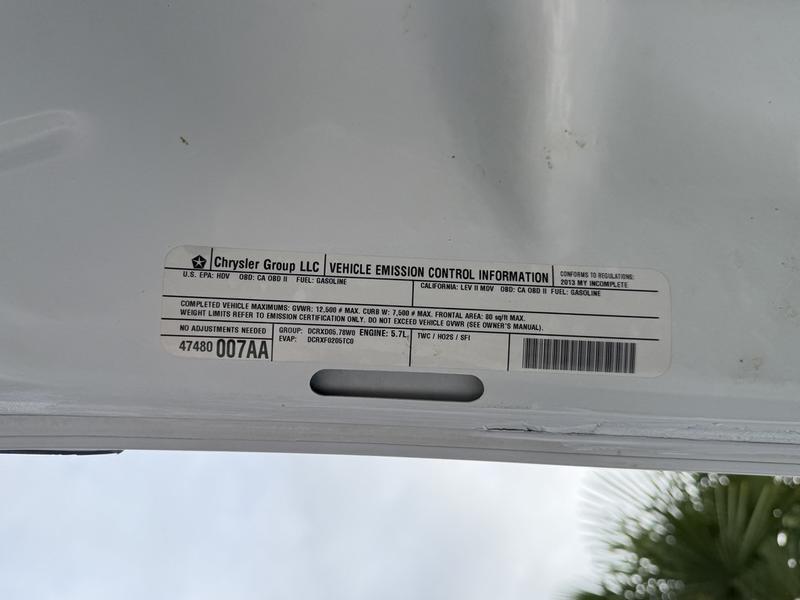 Chrysler Group LLC VEHICLE EMISSION CONTROL INFORMATION
CONFORMS TO REGULATIONS:
2013 MY INCOMPLETE
U.S. EPA: HDV OBD: CA OBD II FUEL: GASOLINE
CALIFORNIA: LEV II MDV OBD: CA OBD II FUEL: GASOLINE
COMPLETED VEHICLE MAXIMUMS: GVWR: 12,500 # MAX. CURB W: 7,500 # MAX. FRONTAL AREA: 80 sq/ft MAX.
WEIGHT LIMITS REFER TO EMISSION CERTIFICATION ONLY. DO NOT EXCEED VEHICLE GVWR (SEE OWNER'S MANUAL).
NO ADJUSTMENTS NEEDED
47480 007AA
GROUP: DCRXD05.78W0 ENGINE: 5.7L
EVAP: DCRXF0205TC0
TWC / HO2S / SFI